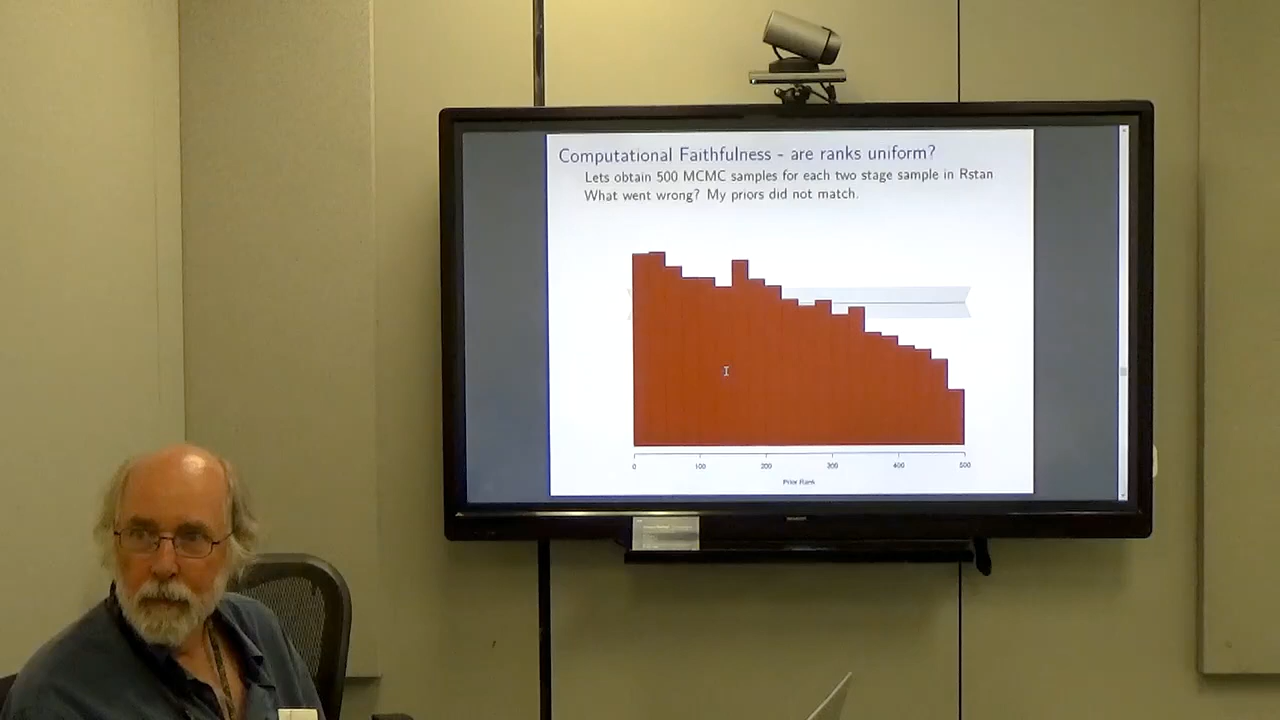 Computational Faithfulness - are ranks uniform?
Lets obtain 500 MCMC samples for each two stage sample in Rstan
What went wrong? My priors did not match.
0 100 200 300 400 500
Prior Rank